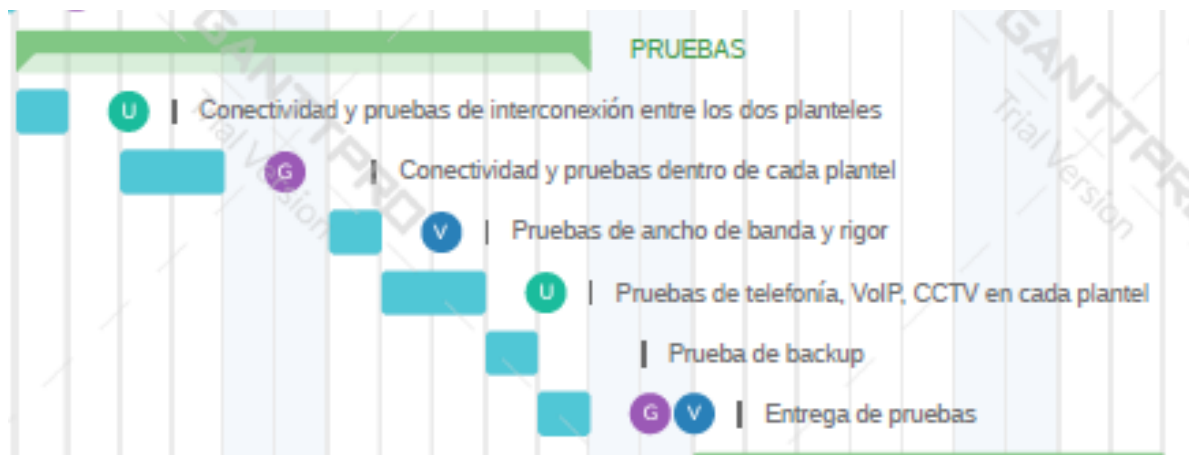 PRUEBAS
U | Conectividad y pruebas de interconexión entre los dos planteles
G | Conectividad y pruebas dentro de cada plantel
V | Pruebas de ancho de banda y rigor
U | Pruebas de telefonía, VoIP, CCTV en cada plantel
| Prueba de backup
G V | Entrega de pruebas
GANTTPRO
Trial Version
GANTTPR
Trial Version